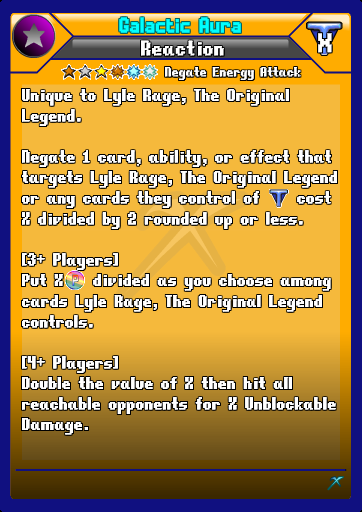 Galactic Aura
Reaction
X
Negate Energy Attack
Unique to Lyle Rage, The Original
Legend.
Negate 1 card, ability, or effect that
targets Lyle Rage, The Original Legend
or any cards they control of cost
X divided by 2 rounded up or less.
[3+ Players]
Put X P divided as you choose among
cards Lyle Rage, The Original Legend
controls.
[4+ Players]
Double the value of X then hit all
reachable opponents for X Unblockable
Damage.